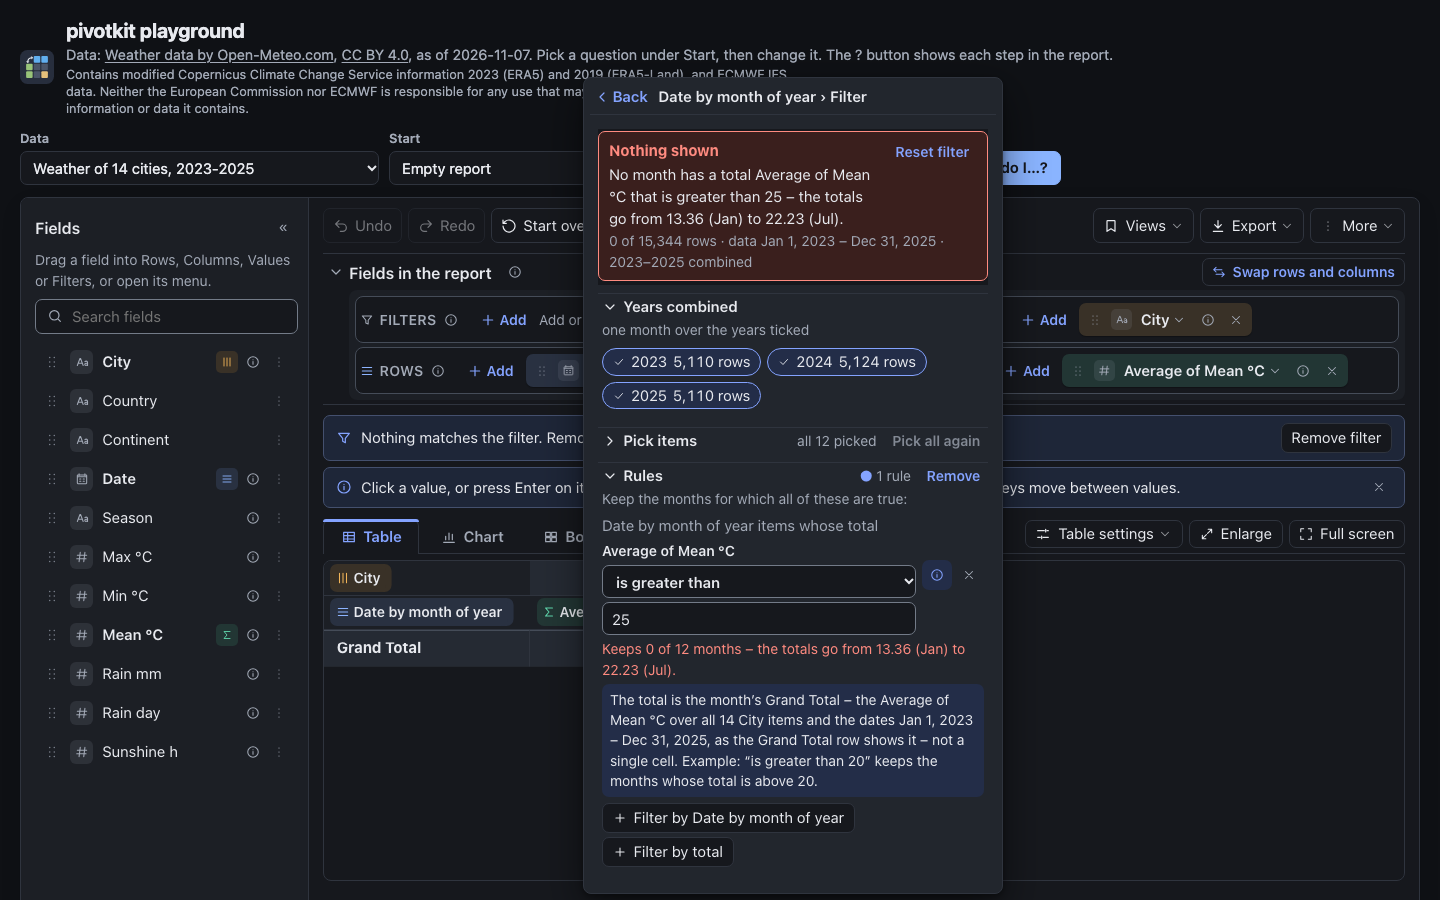 pivotkit playground
Data: Weather data by Open-Meteo.com, CC BY 4.0, as of 2026-11-07. Pick a question under Start, then change it. The ? button shows each step in the report.
Contains modified Copernicus Climate Change Service information 2023 (ERA5) and 2019 (ERA5-Land), and ECMWF IFS
data. Neither the European Commission nor ECMWF is responsible for any use that may
information or data it contains.
Data
Start
Weather of 14 cities, 2023-2025
Empty report
do I...?
Fields
«
Drag a field into Rows, Columns, Values
or Filters, or open its menu.
Search fields
Aa City
Aa Country
Aa Continent
Date
Aa Season
# Max °C
# Min °C
# Mean °C Σ
# Rain mm
# Rain day
# Sunshine h
Undo
Redo
Start ove
Views
Export
More
Fields in the report
Swap rows and columns
FILTERS
+ Add
Add or
+ Add
Aa City
ROWS
+ Add
+ Add
# Average of Mean °C
Nothing matches the filter. Remo
Remove filter
Click a value, or press Enter on it
eys move between values.
Table
Chart
Bo
Table settings
Enlarge
Full screen
City
Date by month of year
Σ Ave
Grand Total
Back
Date by month of year › Filter
Nothing shown
Reset filter
No month has a total Average of Mean
°C that is greater than 25 – the totals
go from 13.36 (Jan) to 22.23 (Jul).
0 of 15,344 rows · data Jan 1, 2023 – Dec 31, 2025 ·
2023–2025 combined
Years combined
one month over the years ticked
2023 5,110 rows
2024 5,124 rows
2025 5,110 rows
Pick items
all 12 picked
Pick all again
Rules
1 rule
Remove
Keep the months for which all of these are true:
Date by month of year items whose total
Average of Mean °C
is greater than
25
Keeps 0 of 12 months – the totals go from 13.36 (Jan) to
22.23 (Jul).
The total is the month’s Grand Total – the Average of
Mean °C over all 14 City items and the dates Jan 1, 2023
– Dec 31, 2025, as the Grand Total row shows it – not a
single cell. Example: “is greater than 20” keeps the
months whose total is above 20.
+ Filter by Date by month of year
+ Filter by total